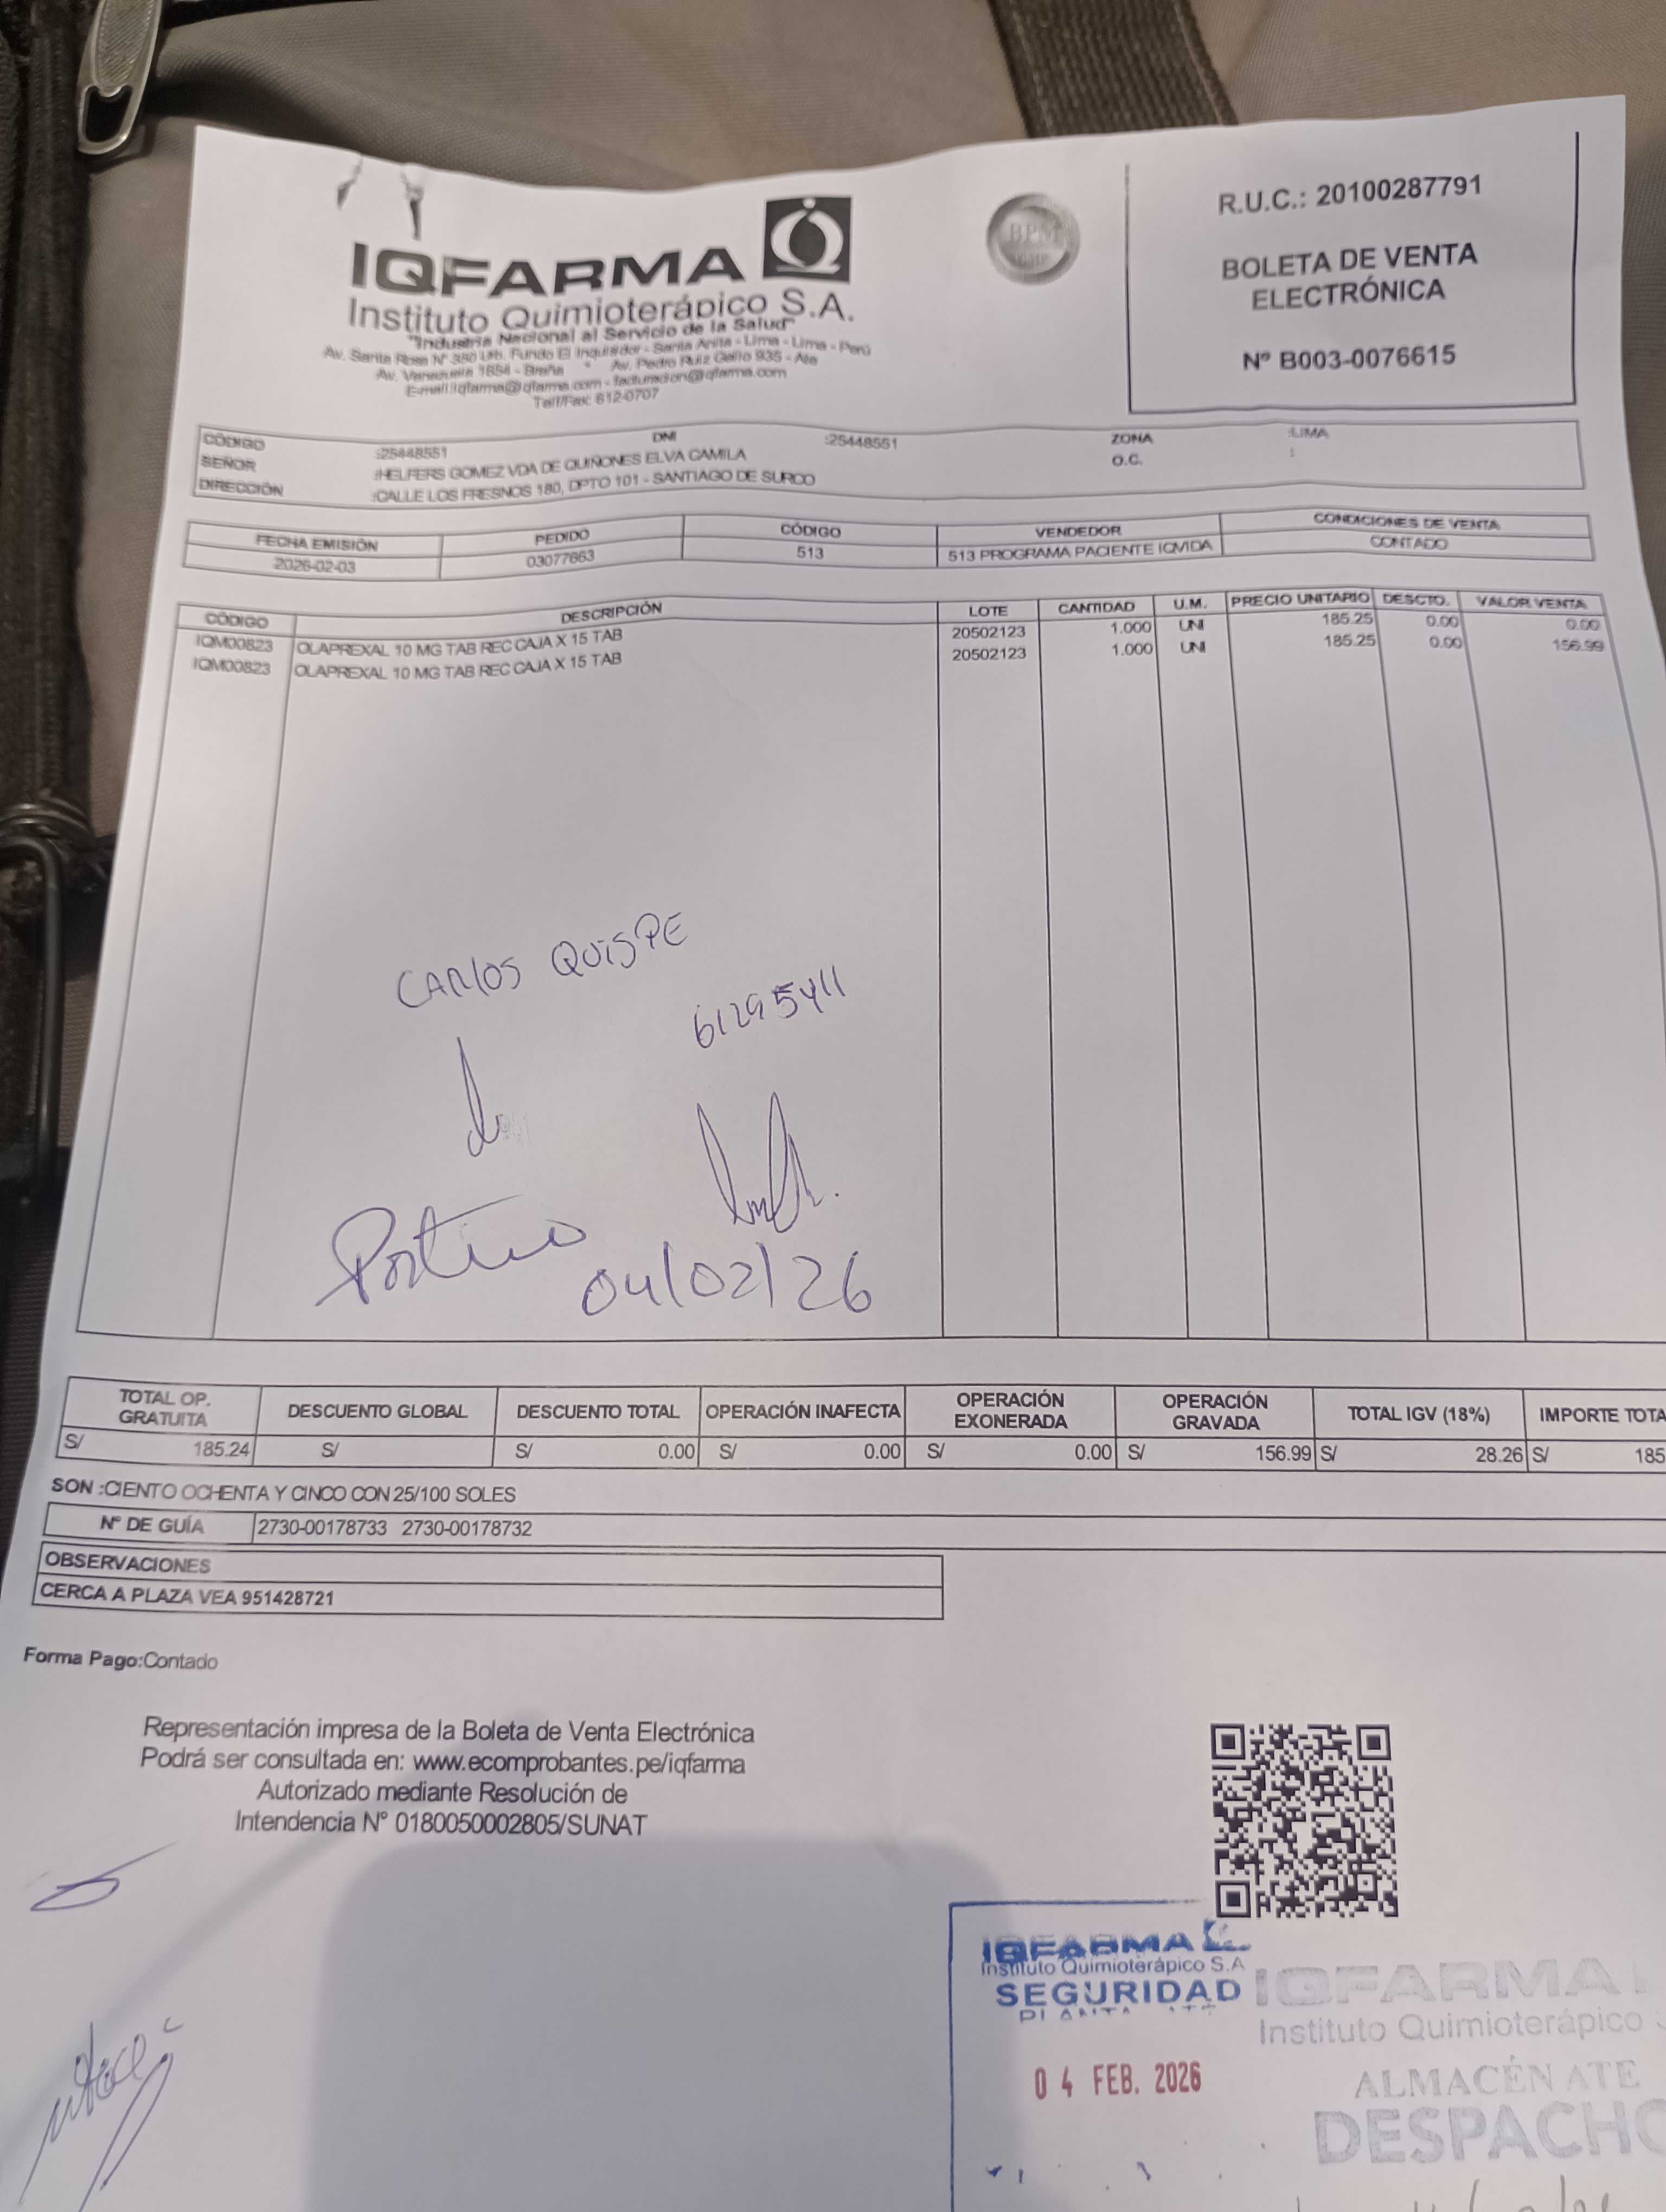 IQFARMA
Instituto Quimioterápico S.A.
"Industria Nacional al Servicio de la Salud"
Av. Santa Rosa N° 350 Urb. Fundo El Inquisidor - Santa Anita - Lima - Lima - Perú
Av. Venezuela 1854 - Breña * Av. Pedro Ruiz Gallo 935 - Ate
E-mail:iqfarma@iqfarma.com - facturacion@iqfarma.com
Telf/Fax: 612-0707
BPM
R.U.C.: 20100287791
BOLETA DE VENTA
ELECTRÓNICA
N° B003-0076615
CÓDIGO :25448551 DNI :25448551 ZONA :LIMA
SEÑOR :HELFERS GOMEZ VDA DE QUIÑONES ELVA CAMILA O.C. :
DIRECCIÓN :CALLE LOS FRESNOS 180, DPTO 101 - SANTIAGO DE SURCO
FECHA EMISIÓN PEDIDO CÓDIGO VENDEDOR CONDICIONES DE VENTA
2026-02-03 03077663 513 513 PROGRAMA PACIENTE IQVIDA CONTADO
CÓDIGO DESCRIPCIÓN LOTE CANTIDAD U.M. PRECIO UNITARIO DESCTO. VALOR VENTA
IQM00823 OLAPREXAL 10 MG TAB REC CAJA X 15 TAB 20502123 1.000 UNI 185.25 0.00 0.00
IQM00823 OLAPREXAL 10 MG TAB REC CAJA X 15 TAB 20502123 1.000 UNI 185.25 0.00 156.99
CARLOS QUISPE
61295411
04/02/26
TOTAL OP. GRATUITA DESCUENTO GLOBAL DESCUENTO TOTAL OPERACIÓN INAFECTA OPERACIÓN EXONERADA OPERACIÓN GRAVADA TOTAL IGV (18%) IMPORTE TOTA
S/ 185.24 S/ S/ 0.00 S/ 0.00 S/ 0.00 S/ 156.99 S/ 28.26 S/ 185
SON :CIENTO OCHENTA Y CINCO CON 25/100 SOLES
N° DE GUÍA 2730-00178733 2730-00178732
OBSERVACIONES
CERCA A PLAZA VEA 951428721
Forma Pago:Contado
Representación impresa de la Boleta de Venta Electrónica
Podrá ser consultada en: www.ecomprobantes.pe/iqfarma
Autorizado mediante Resolución de
Intendencia N° 0180050002805/SUNAT
IQFARMA
Instituto Quimioterápico S.A
SEGURIDAD
04 FEB. 2026
IQFARMA
Instituto Quimioterápico
ALMACÉN ATE
DESPACHO